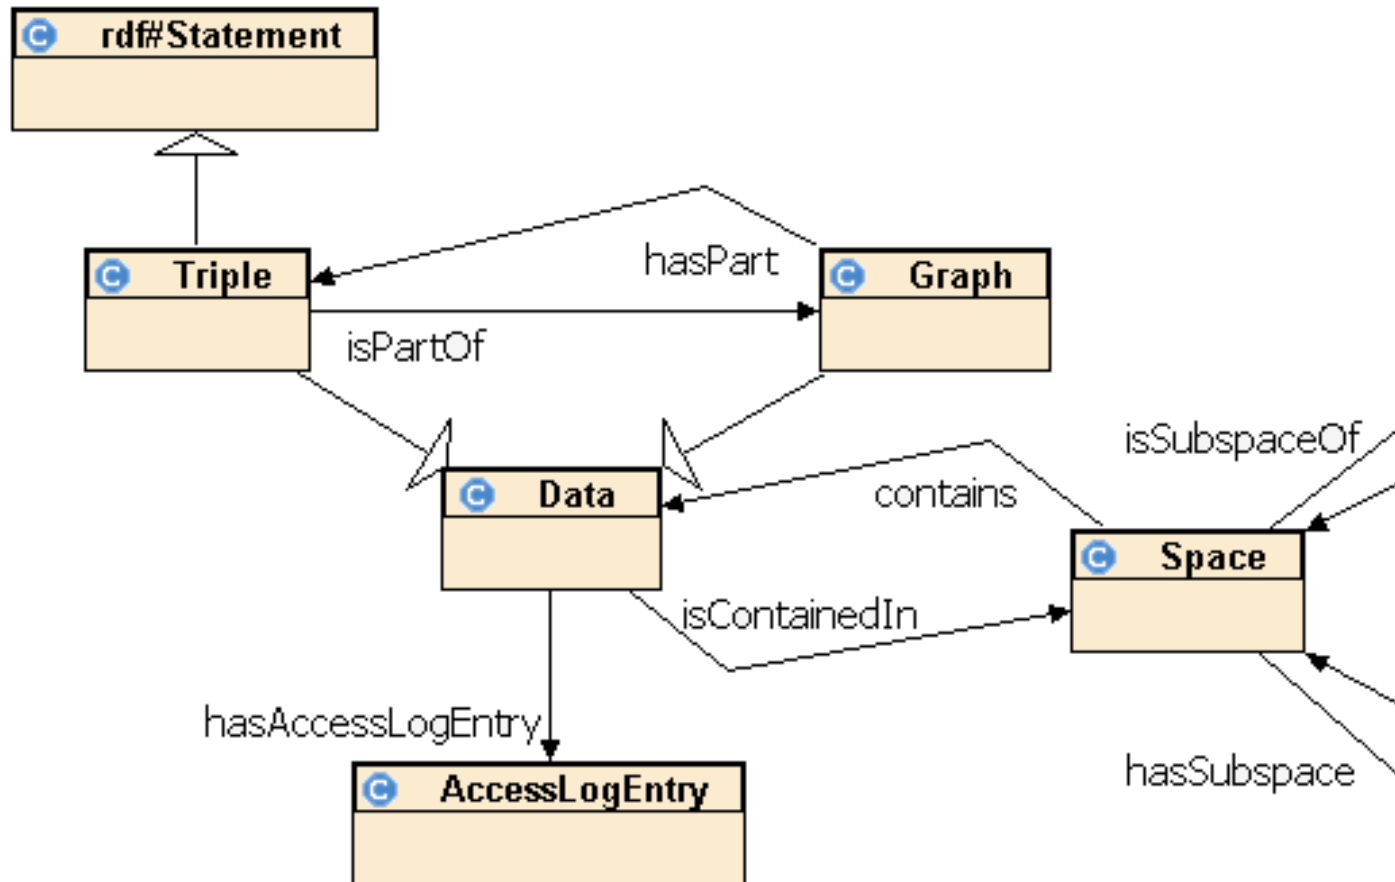 C rdf#Statement
hasPart
C Triple
C Graph
isPartOf
isSubspaceOf
C Data
contains
C Space
isContainedIn
hasAccessLogEntry
hasSubspace
C AccessLogEntry